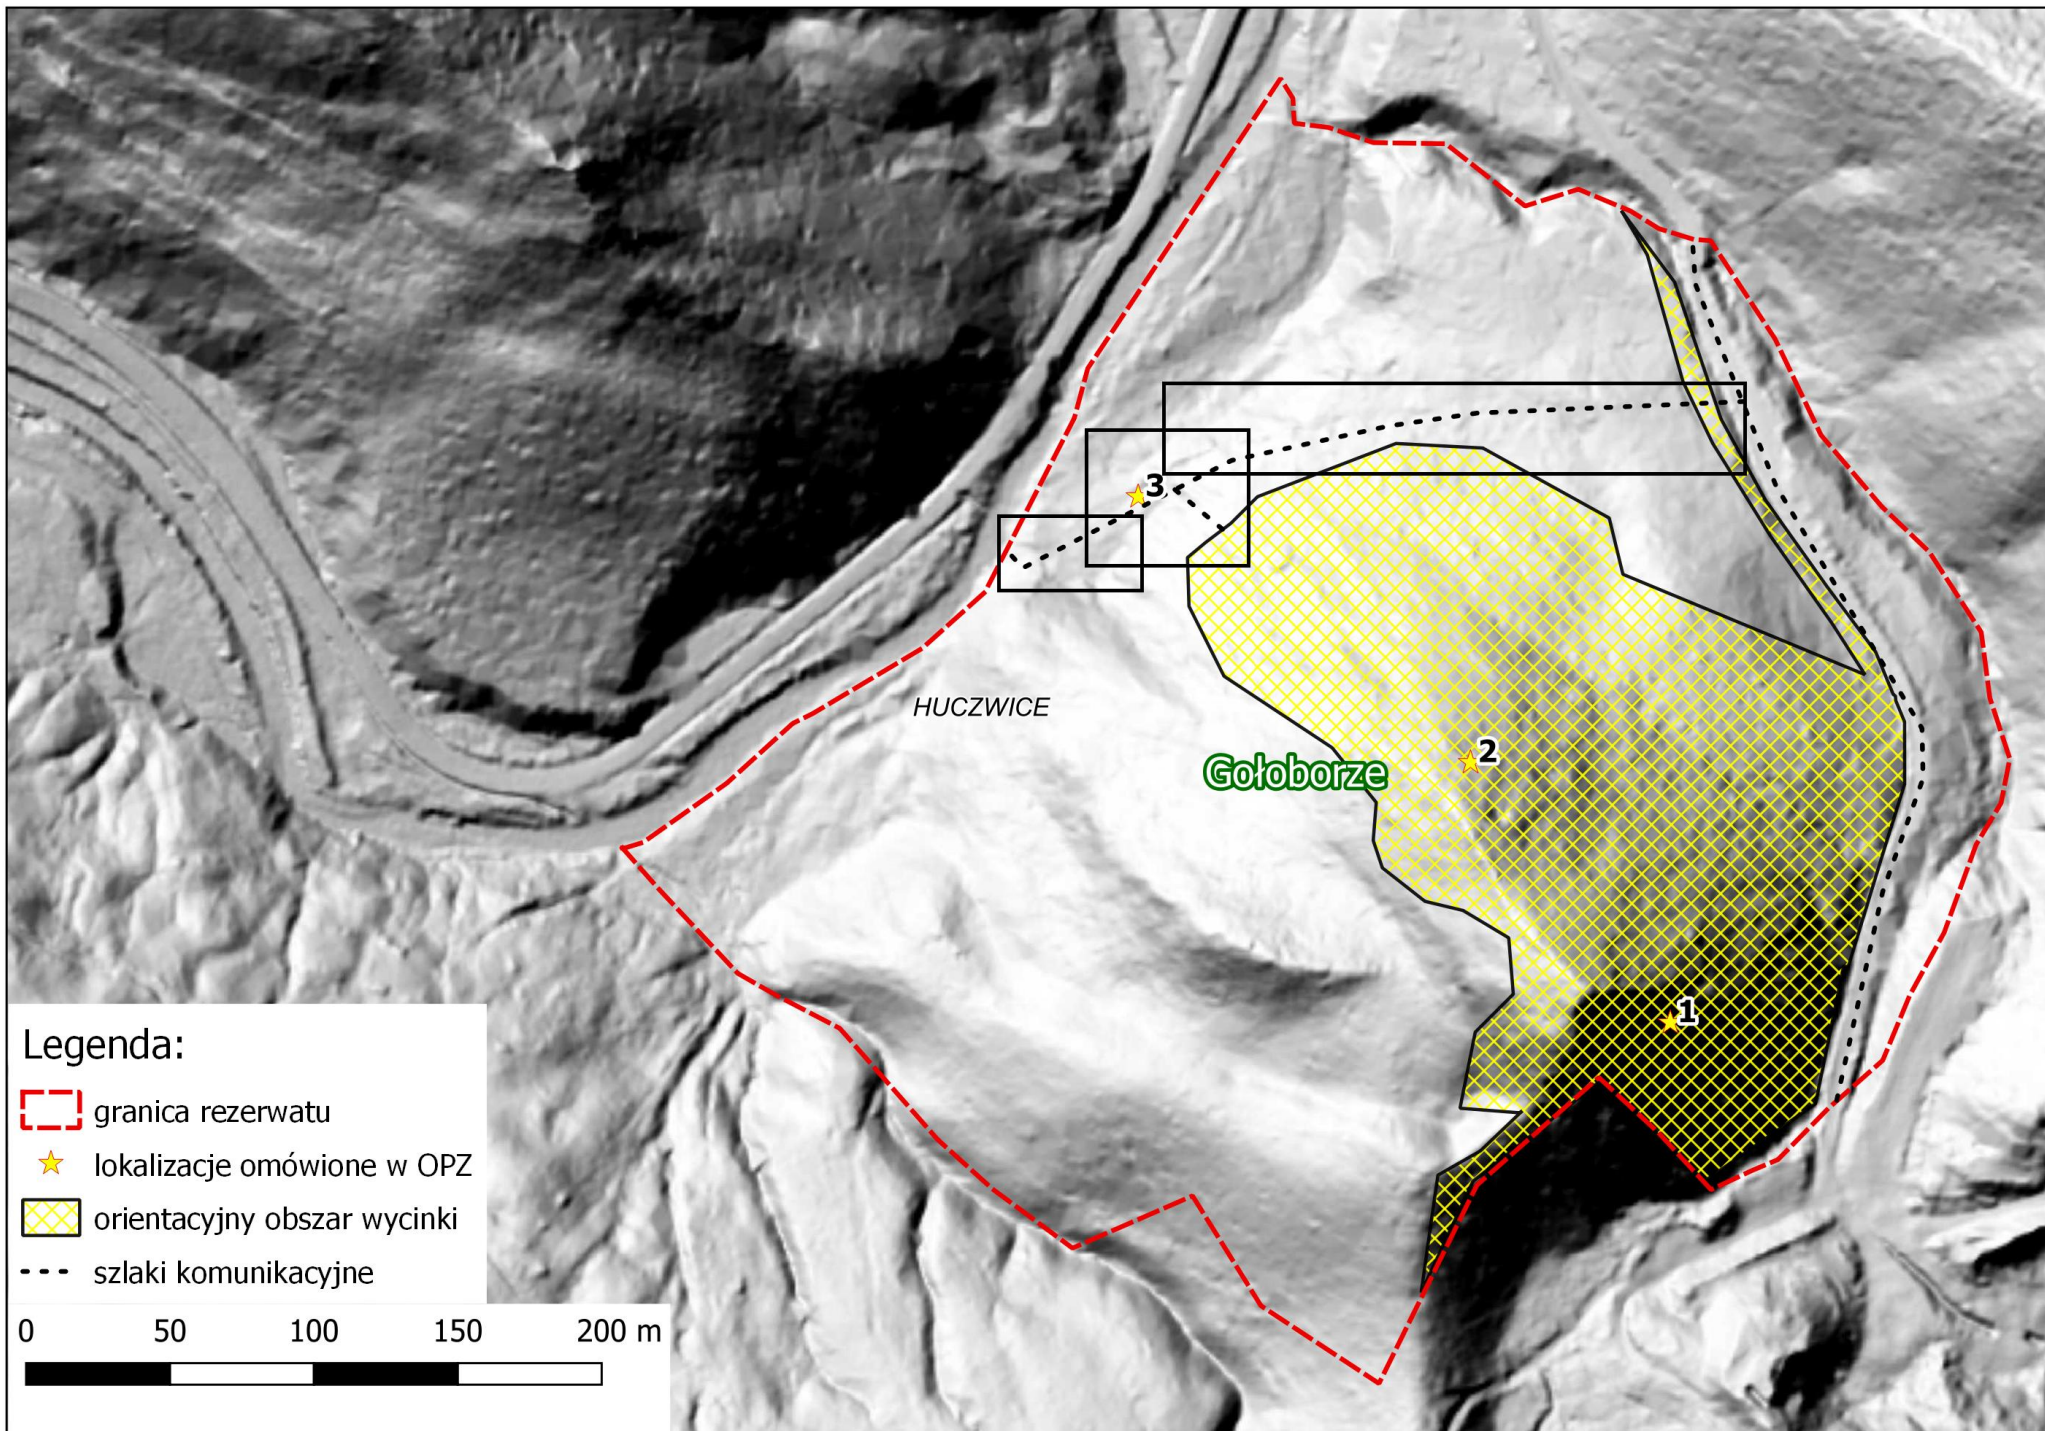 3
HUCZWICE
2
Gołoborze
1
Legenda:
granica rezerwatu
lokalizacje omówione w OPZ
orientacyjny obszar wycinki
szlaki komunikacyjne
0 50 100 150 200 m